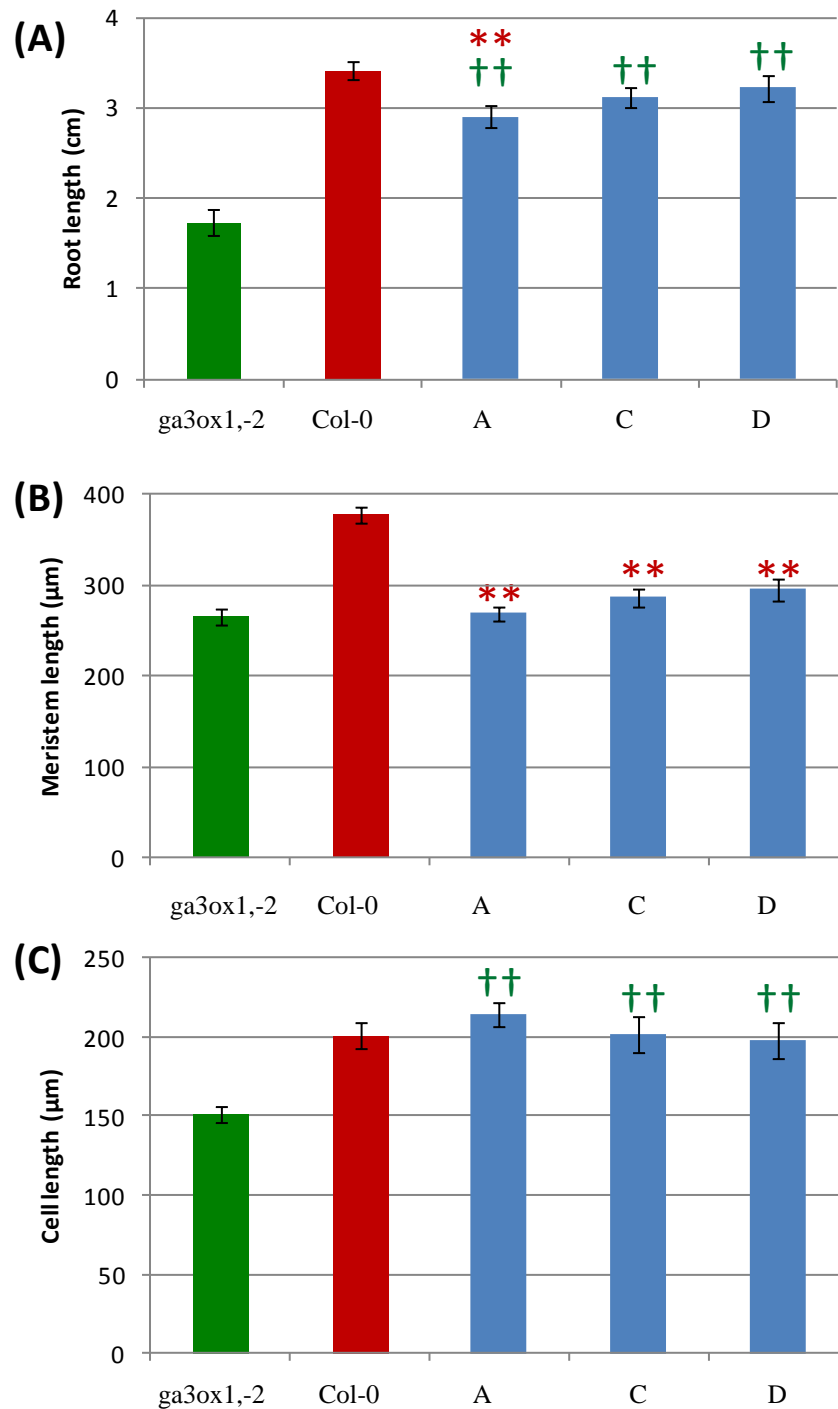 (A)
Root length (cm)
4
3
2
1
0
**
†† †† ††
ga3ox1,-2 Col-0 A C D
(B)
Meristem length (µm)
400
300
200
100
0
** ** **
ga3ox1,-2 Col-0 A C D
(C)
Cell length (µm)
250
200
150
100
50
0
†† †† ††
ga3ox1,-2 Col-0 A C D